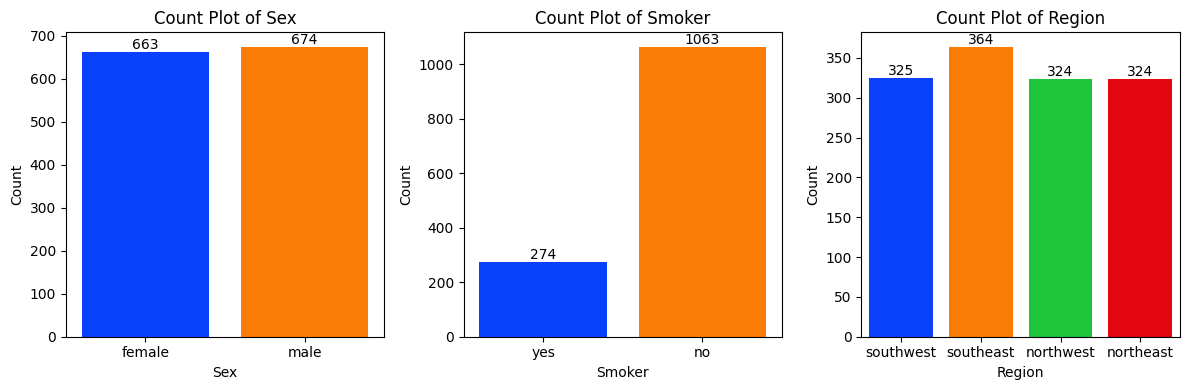 Count Plot of Sex
700
600
500
400
300
200
100
0
Count
663
674
female
male
Sex
Count Plot of Smoker
1000
800
600
400
200
0
Count
274
1063
yes
no
Smoker
Count Plot of Region
350
300
250
200
150
100
50
0
Count
325
364
324
324
southwest
southeast
northwest
northeast
Region